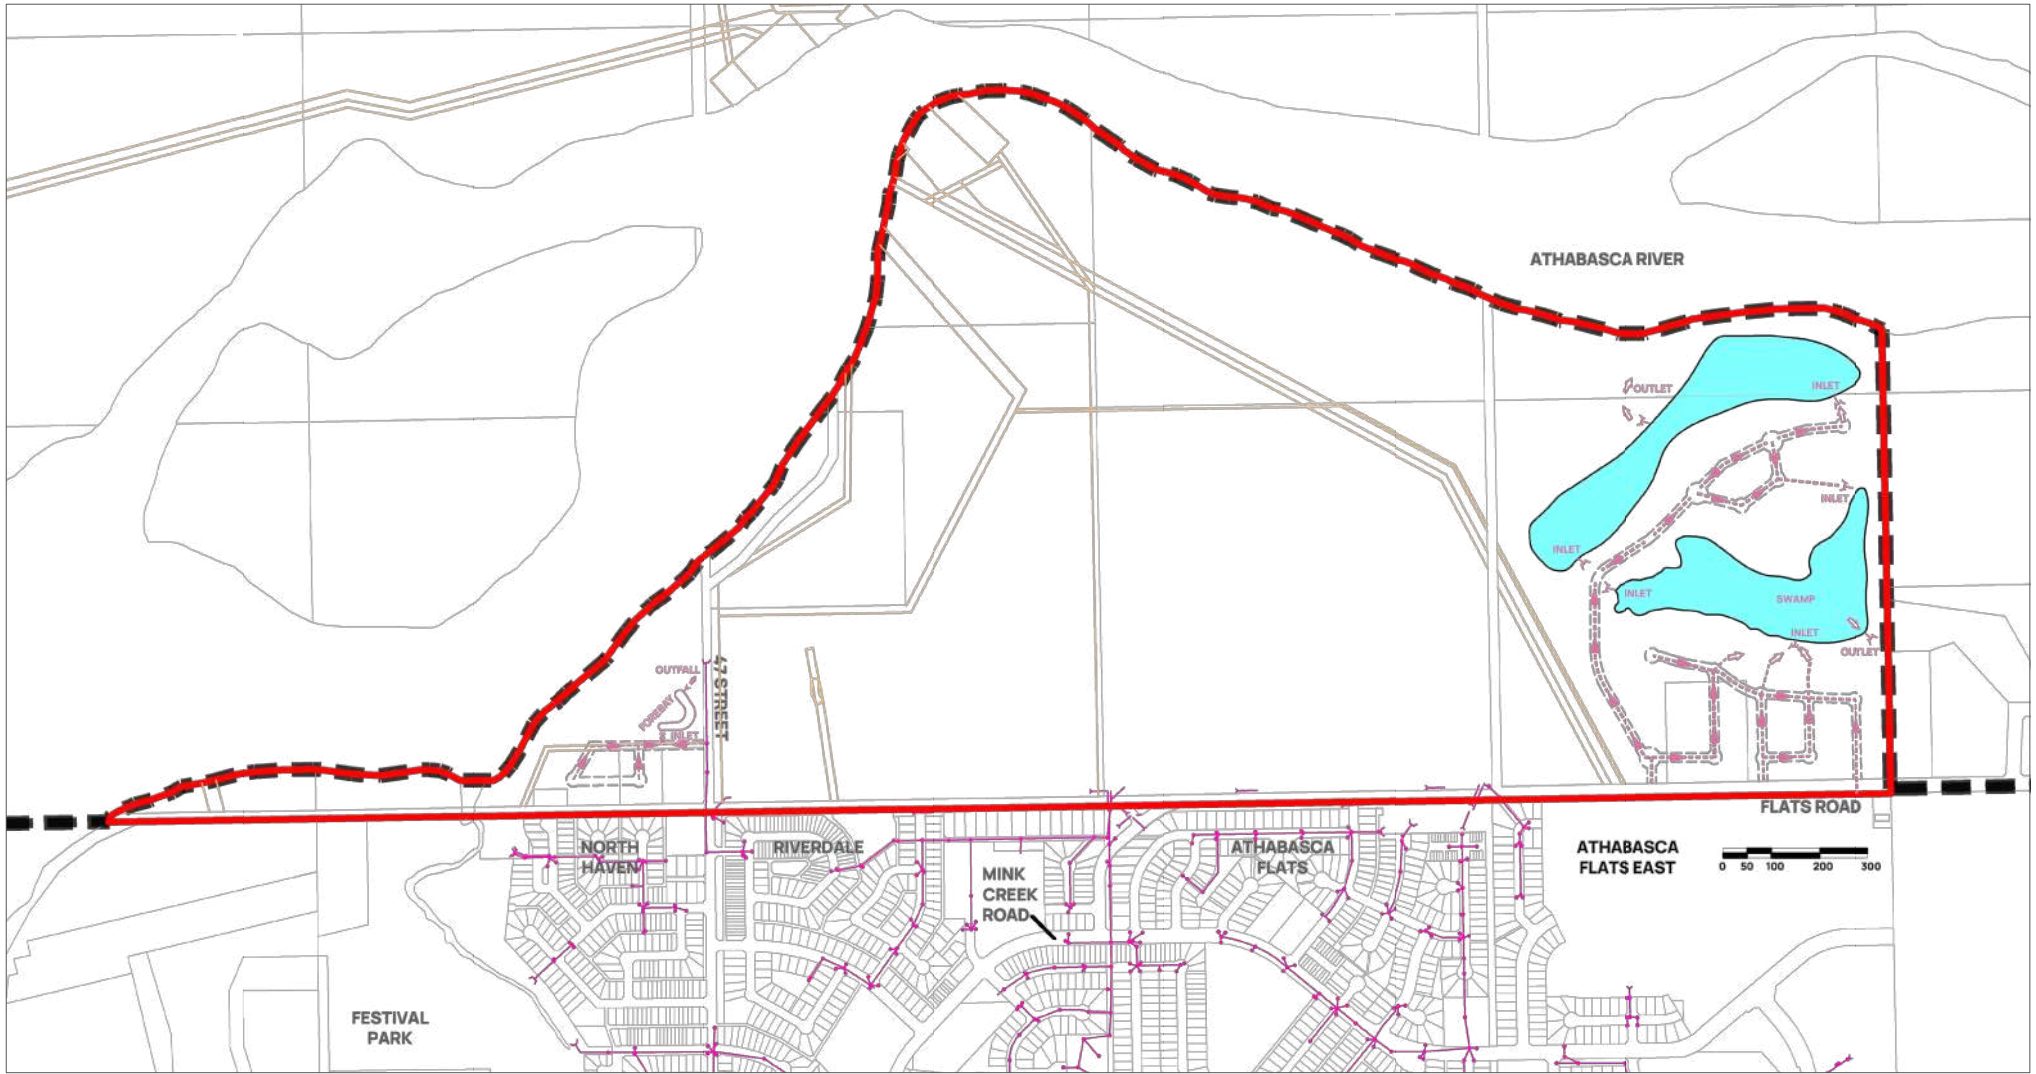 ATHABASCA RIVER
OUTLET
INLET
INLET
INLET
INLET
SWAMP
INLET
OUTLET
OUTFALL
FOREBAY
INLET
47 STREET
FLATS ROAD
NORTH
HAVEN
RIVERDALE
MINK
CREEK
ROAD
ATHABASCA
FLATS
ATHABASCA
FLATS EAST
0 50 100 200 300
FESTIVAL
PARK